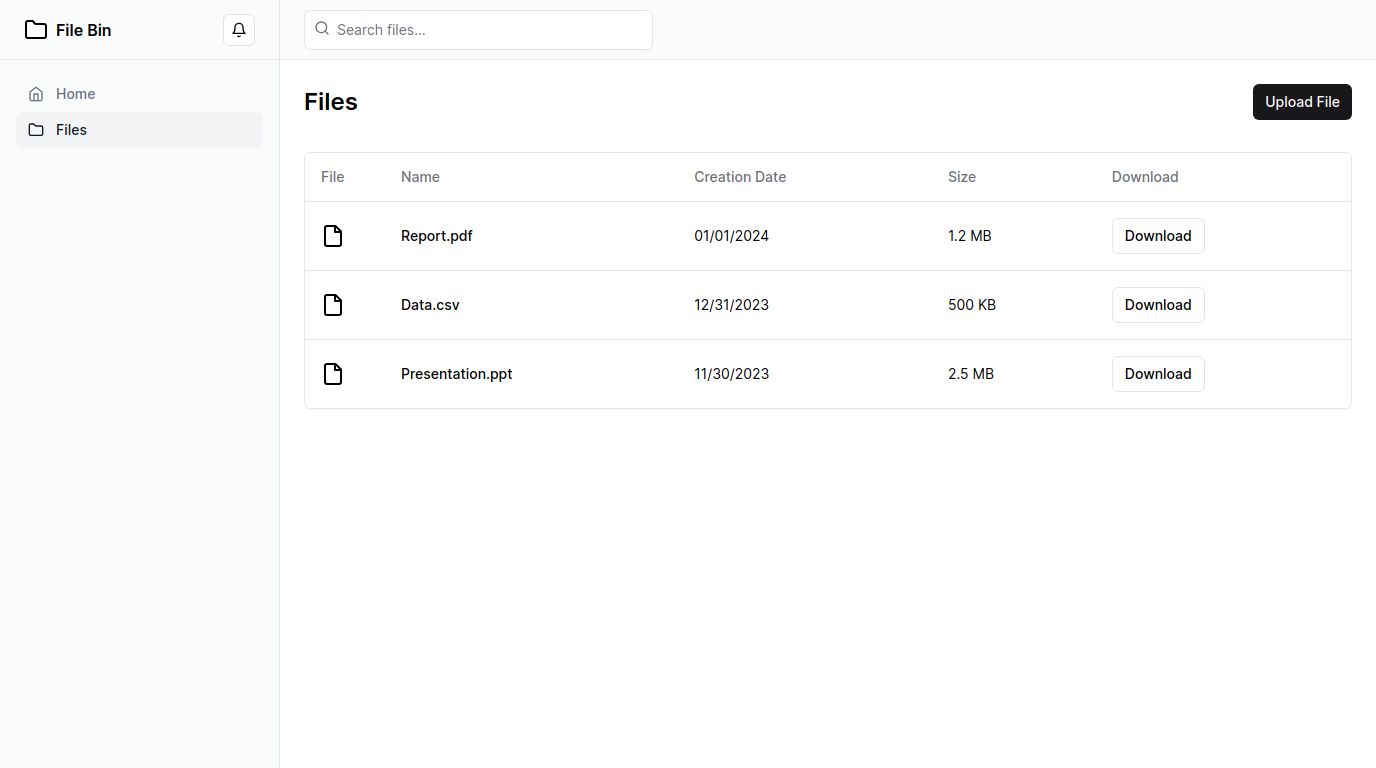 File Bin
Search files...
Home
Files
Files
Upload File
File Name Creation Date Size Download
Report.pdf 01/01/2024 1.2 MB Download
Data.csv 12/31/2023 500 KB Download
Presentation.ppt 11/30/2023 2.5 MB Download